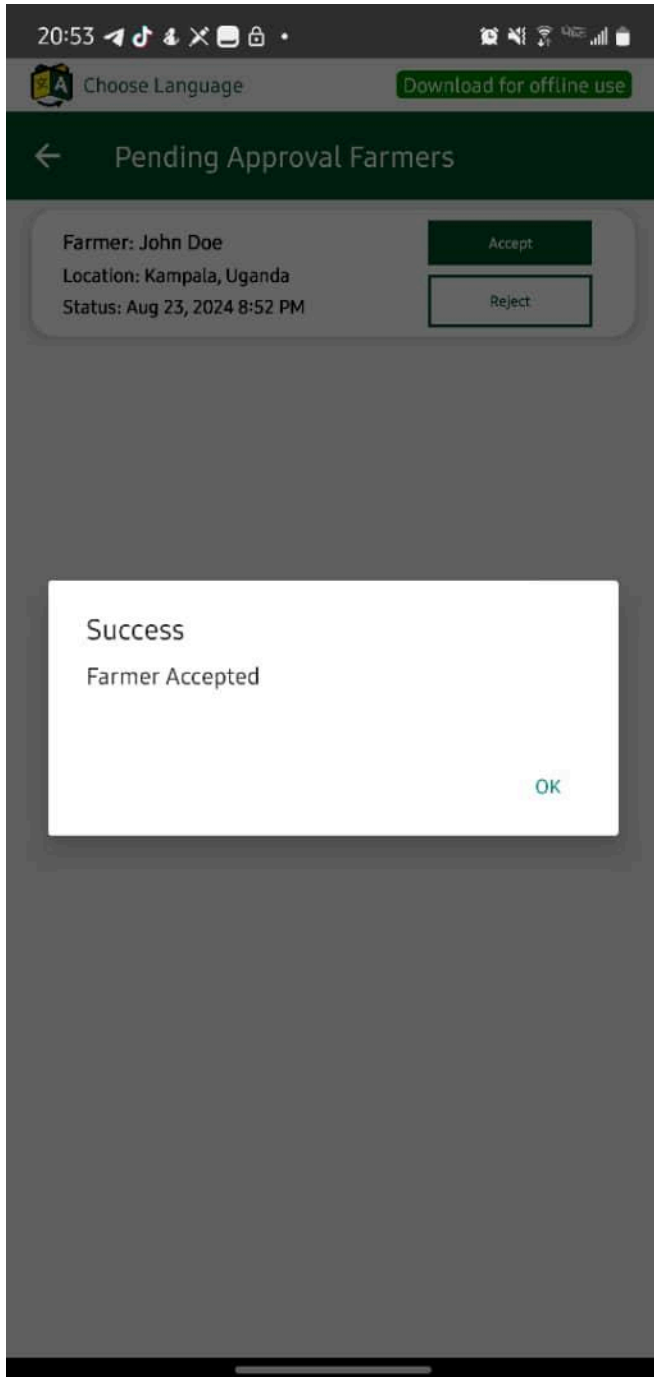 20:53
Choose Language
Download for offline use
Pending Approval Farmers
Farmer: John Doe
Accept
Location: Kampala, Uganda
Status: Aug 23, 2024 8:52 PM
Reject
Success
Farmer Accepted
OK